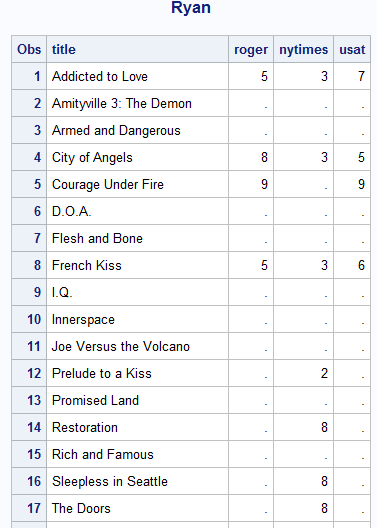 Ryan
Obs title roger nytimes usat
1 Addicted to Love 5 3 7
2 Amityville 3: The Demon . . .
3 Armed and Dangerous . . .
4 City of Angels 8 3 5
5 Courage Under Fire 9 . 9
6 D.O.A. . . .
7 Flesh and Bone . . .
8 French Kiss 5 3 6
9 I.Q. . . .
10 Innerspace . . .
11 Joe Versus the Volcano . . .
12 Prelude to a Kiss . 2 .
13 Promised Land . . .
14 Restoration . 8 .
15 Rich and Famous . . .
16 Sleepless in Seattle . 8 .
17 The Doors . 8 .